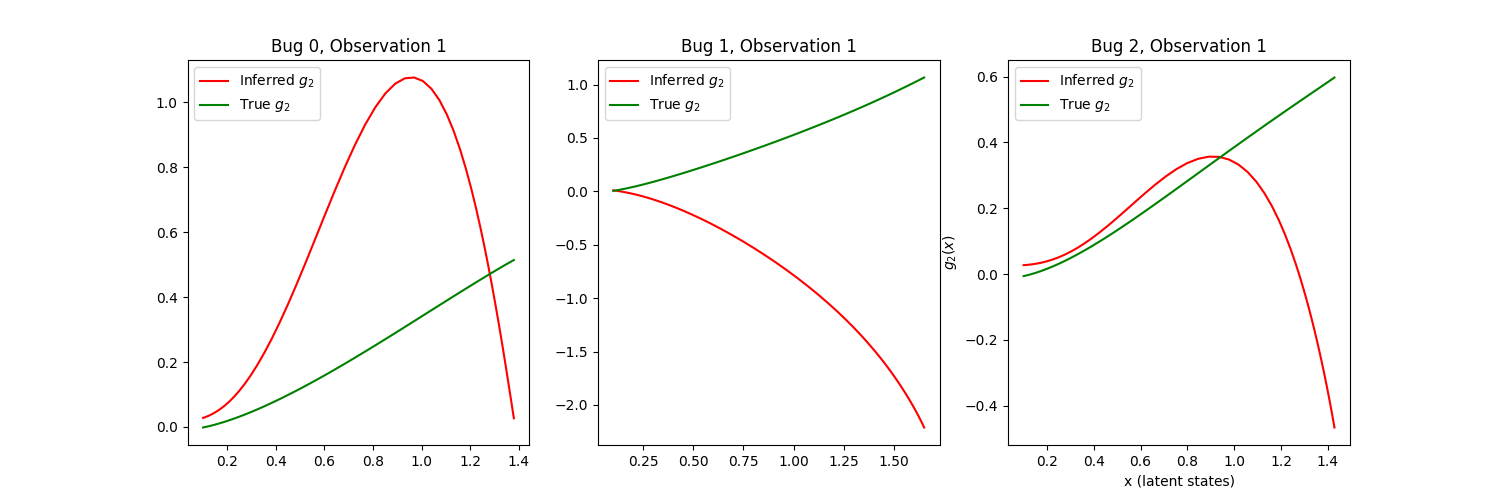 Bug 0, Observation 1
Inferred g₂
True g₂
1.0
0.8
0.6
0.4
0.2
0.0
0.2 0.4 0.6 0.8 1.0 1.2 1.4
Bug 1, Observation 1
Inferred g₂
True g₂
1.0
0.5
0.0
−0.5
−1.0
−1.5
−2.0
0.25 0.50 0.75 1.00 1.25 1.50
Bug 2, Observation 1
Inferred g₂
True g₂
g₂(x)
0.6
0.4
0.2
0.0
−0.2
−0.4
0.2 0.4 0.6 0.8 1.0 1.2 1.4
x (latent states)